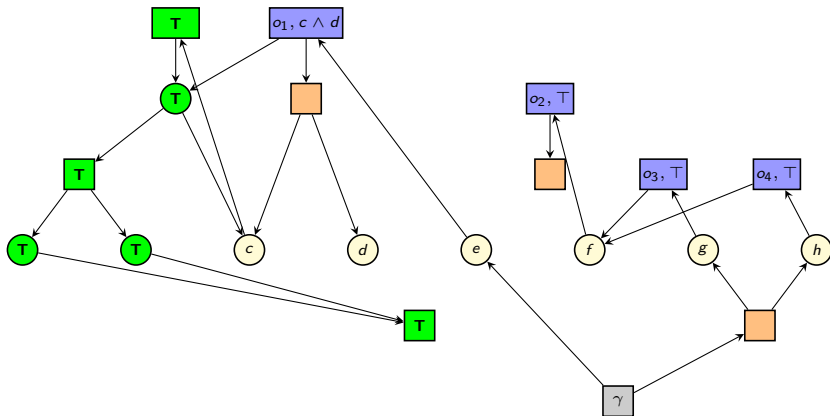 T
o₁, c ∧ d
T
o₂, ⊤
T
o₃, ⊤
o₄, ⊤
T
T
c
d
e
f
g
h
T
γ